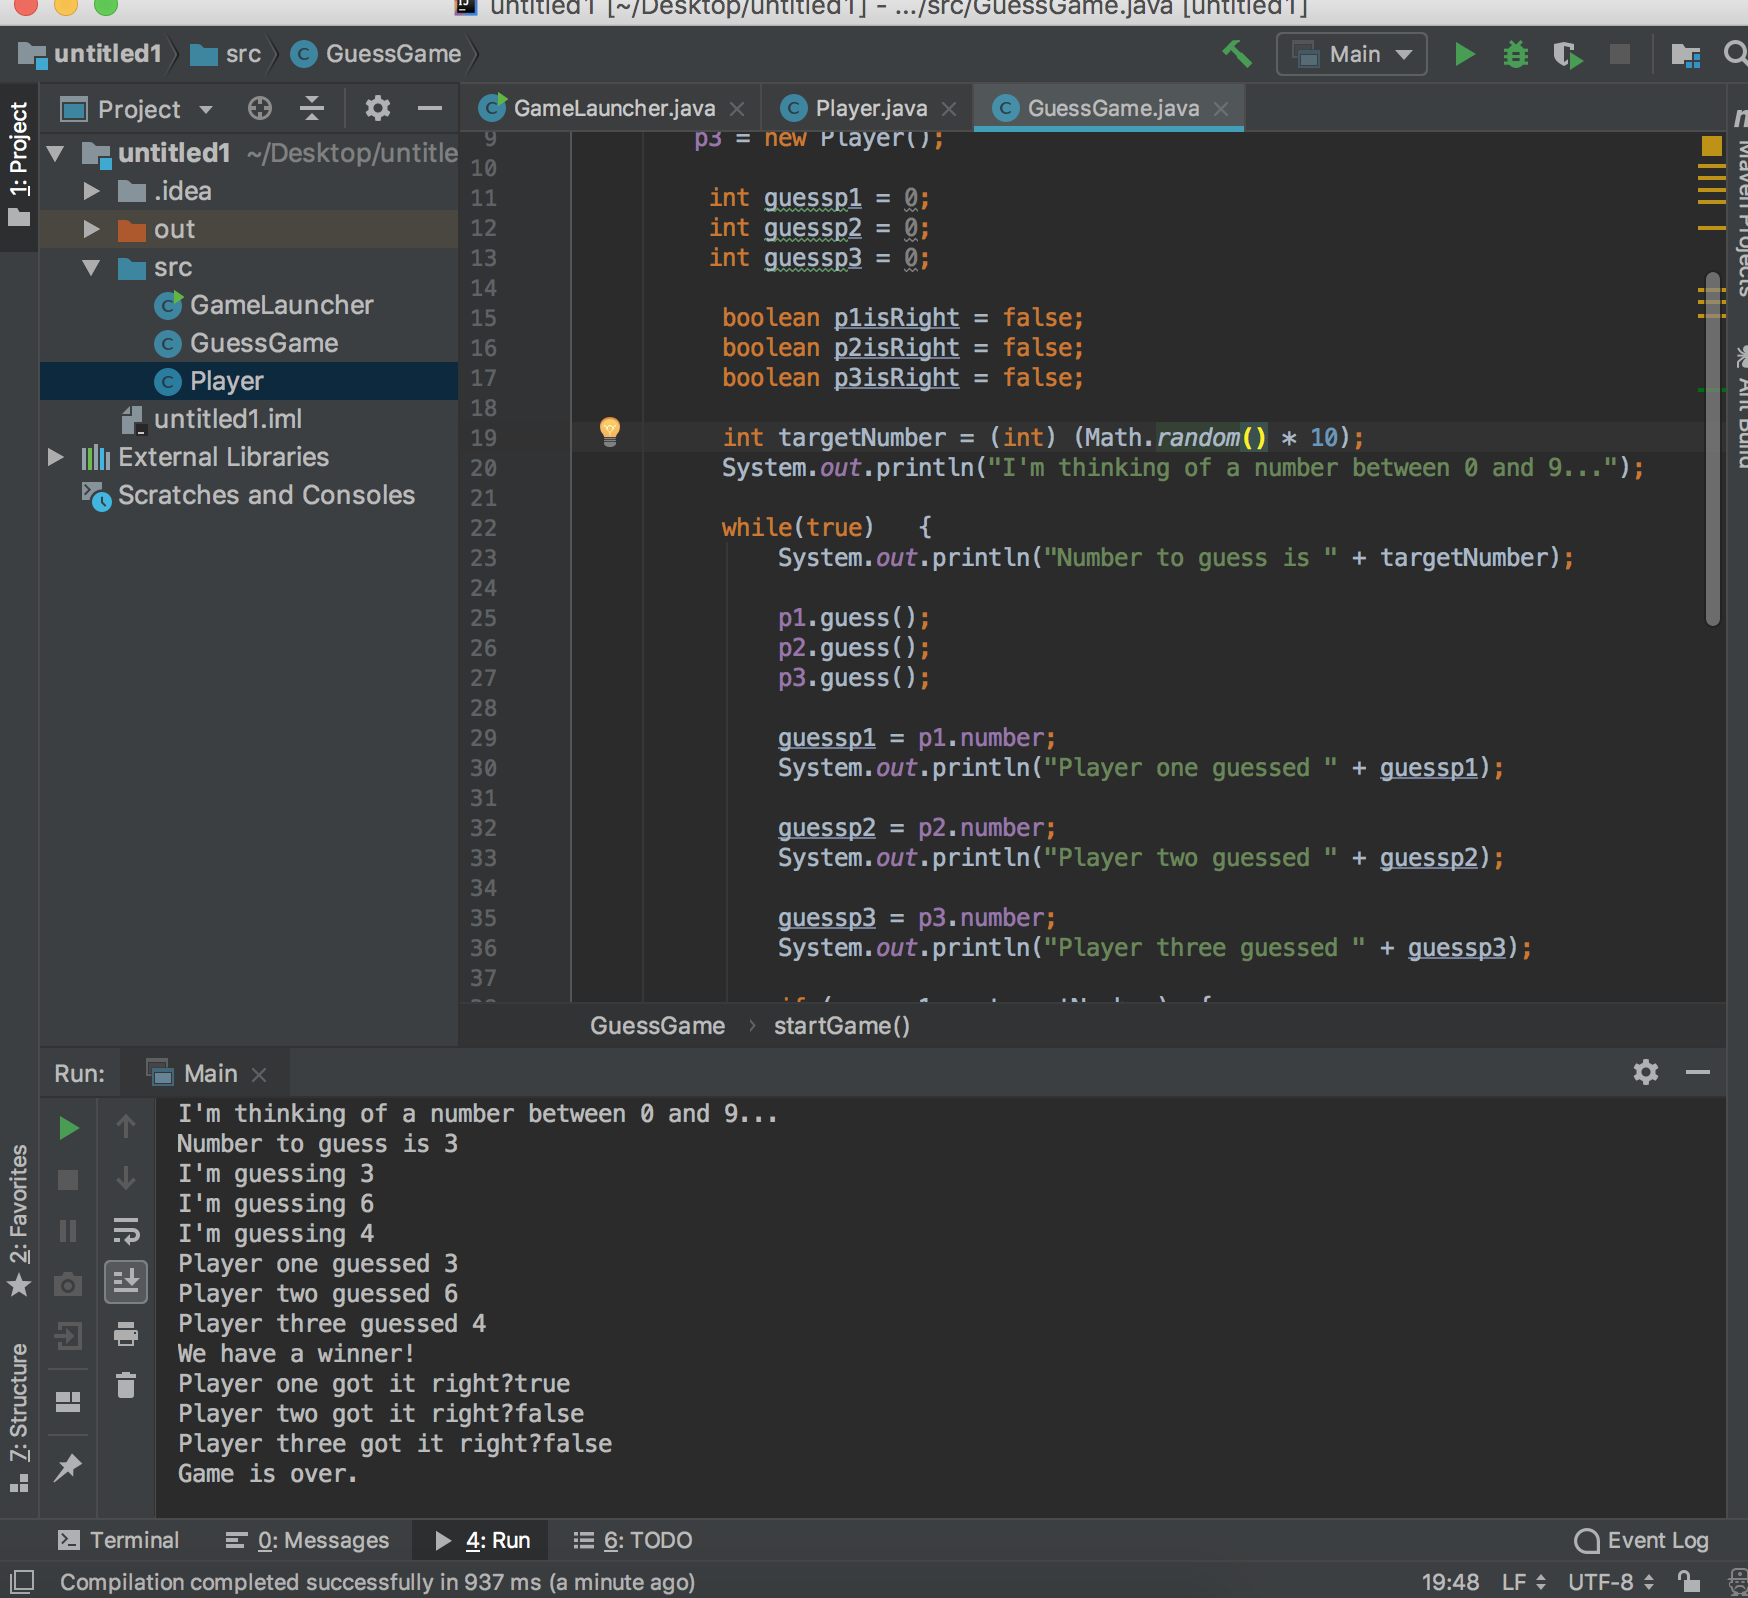 untitled1 [~/Desktop/untitled1] - .../src/GuessGame.java [untitled1]
untitled1 src GuessGame Main
1: Project
Project
untitled1 ~/Desktop/untitle
.idea
out
src
GameLauncher
GuessGame
Player
untitled1.iml
External Libraries
Scratches and Consoles
GameLauncher.java Player.java GuessGame.java
9 p3 = new Player();
10
11 int guessp1 = 0;
12 int guessp2 = 0;
13 int guessp3 = 0;
14
15 boolean p1isRight = false;
16 boolean p2isRight = false;
17 boolean p3isRight = false;
18
19 int targetNumber = (int) (Math.random() * 10);
20 System.out.println("I'm thinking of a number between 0 and 9...");
21
22 while(true) {
23 System.out.println("Number to guess is " + targetNumber);
24
25 p1.guess();
26 p2.guess();
27 p3.guess();
28
29 guessp1 = p1.number;
30 System.out.println("Player one guessed " + guessp1);
31
32 guessp2 = p2.number;
33 System.out.println("Player two guessed " + guessp2);
34
35 guessp3 = p3.number;
36 System.out.println("Player three guessed " + guessp3);
37
GuessGame › startGame()
Maven Projects
Ant Build
Run: Main
I'm thinking of a number between 0 and 9...
Number to guess is 3
I'm guessing 3
I'm guessing 6
I'm guessing 4
Player one guessed 3
Player two guessed 6
Player three guessed 4
We have a winner!
Player one got it right?true
Player two got it right?false
Player three got it right?false
Game is over.
2: Favorites
7: Structure
Terminal 0: Messages 4: Run 6: TODO Event Log
Compilation completed successfully in 937 ms (a minute ago) 19:48 LF UTF-8